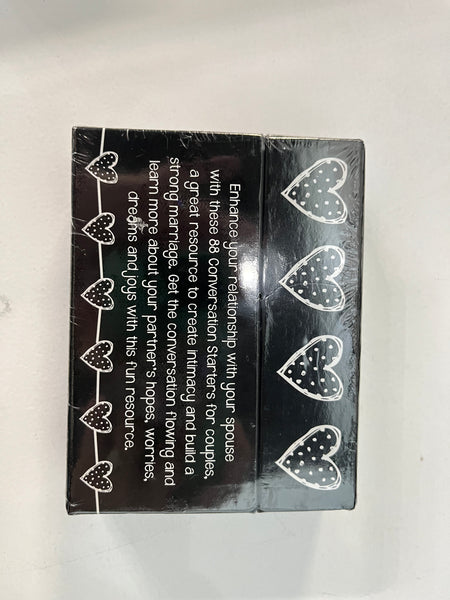 Enhance your relationship with your spouse
with these 88 Conversation Starters for couples,
a great resource to create intimacy and build a
strong marriage. Get the conversation flowing and
learn more about your partner's hopes, worries,
dreams and joys with this fun resource.